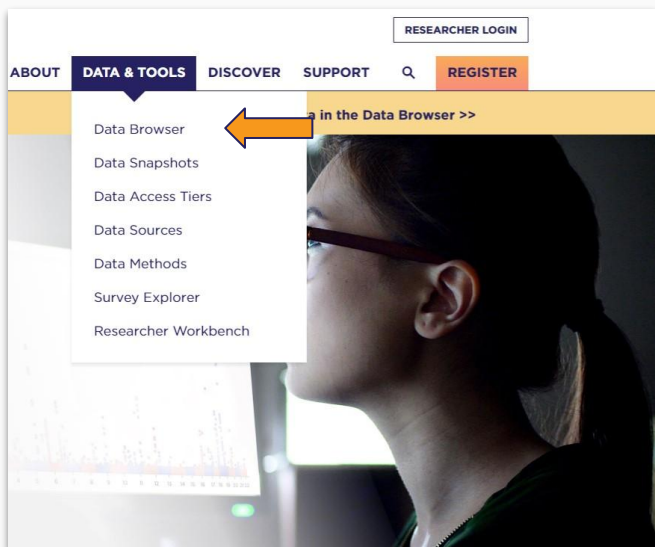 RESEARCHER LOGIN
ABOUT DATA & TOOLS DISCOVER SUPPORT REGISTER
a in the Data Browser >>
Data Browser
Data Snapshots
Data Access Tiers
Data Sources
Data Methods
Survey Explorer
Researcher Workbench